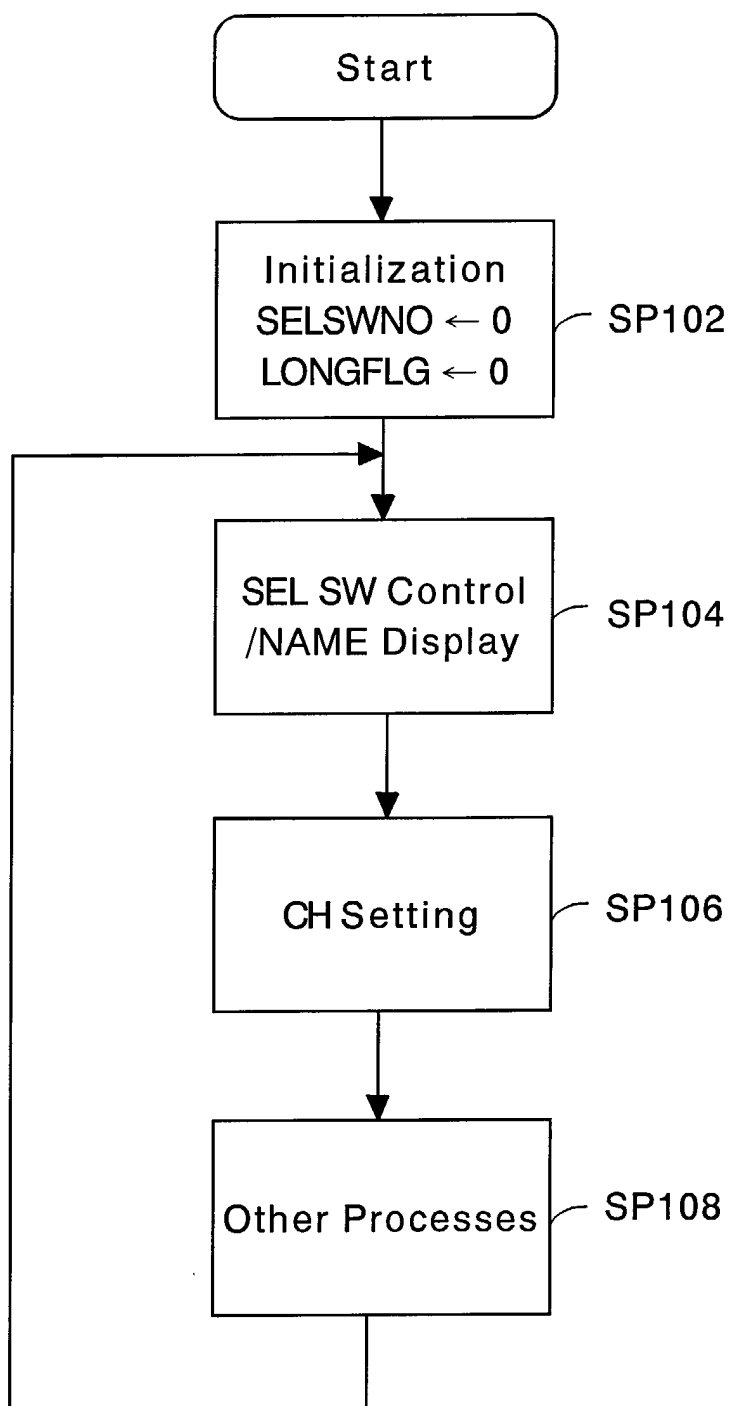 Start
Initialization
SELSWNO ← 0
LONGFLG ← 0
SP102
SEL SW Control
/NAME Display
SP104
CH Setting
SP106
Other Processes
SP108